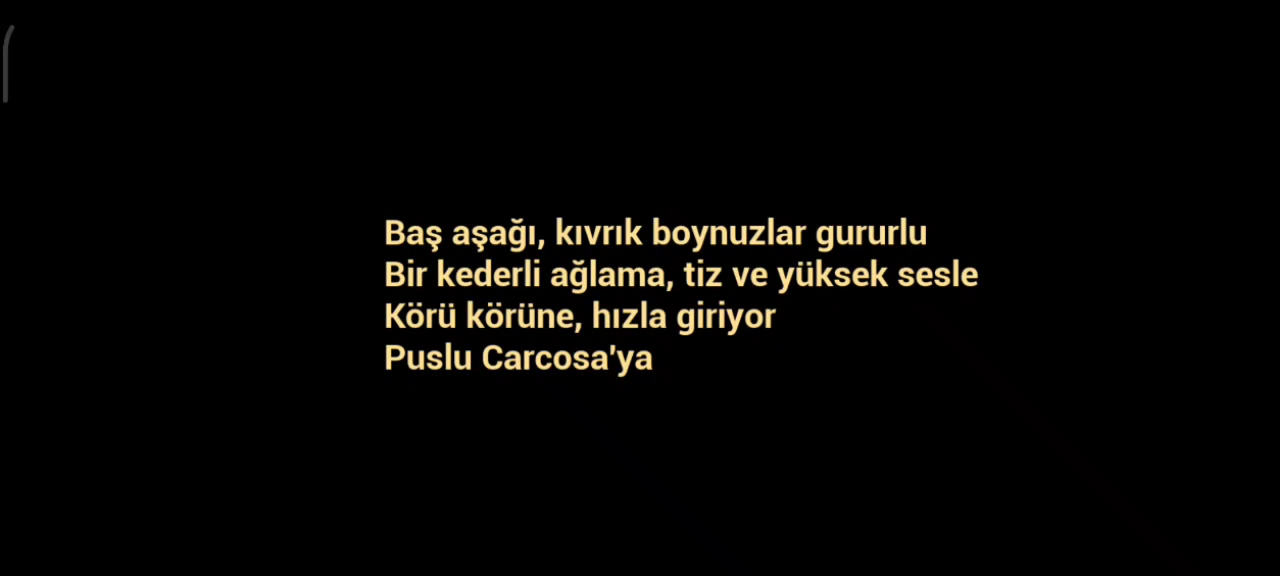 Baş aşağı, kıvrık boynuzlar gururlu
Bir kederli ağlama, tiz ve yüksek sesle
Körü körüne, hızla giriyor
Puslu Carcosa'ya